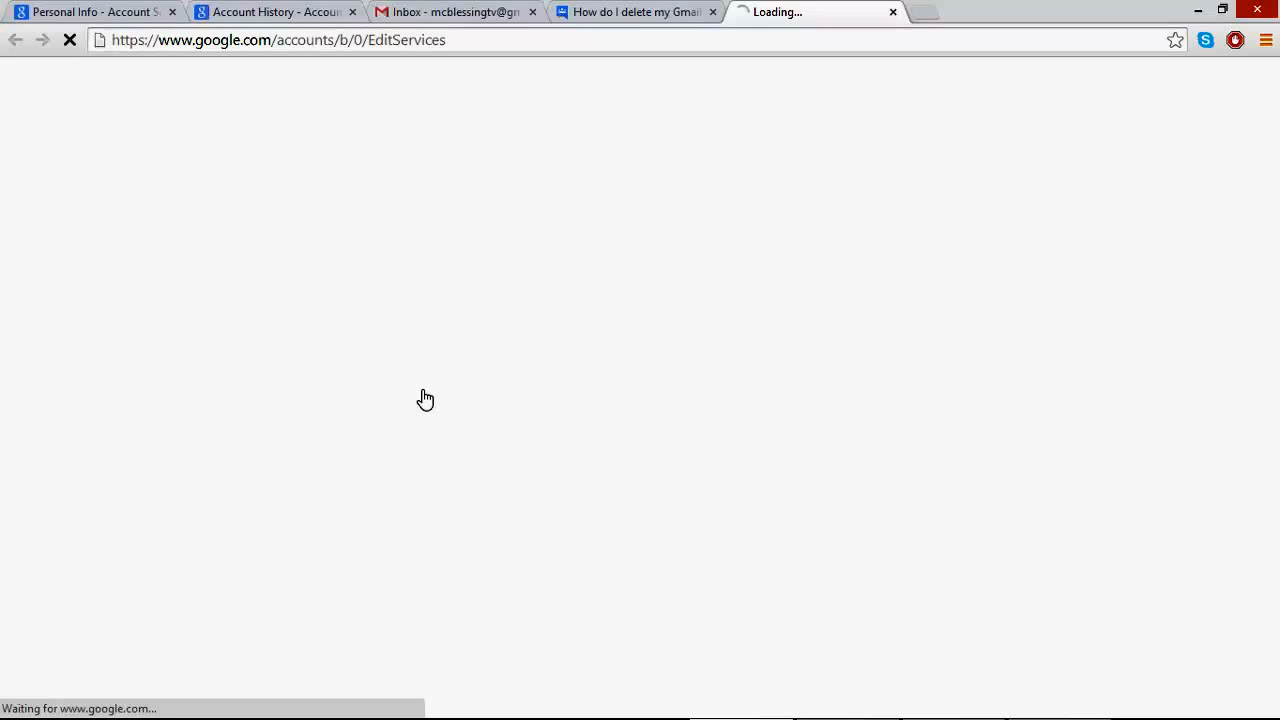 Personal Info - Account S
Account History - Accoun
Inbox - mcblessingtv@gm
How do I delete my Gmail
Loading...
https://www.google.com/accounts/b/0/EditServices
Waiting for www.google.com...